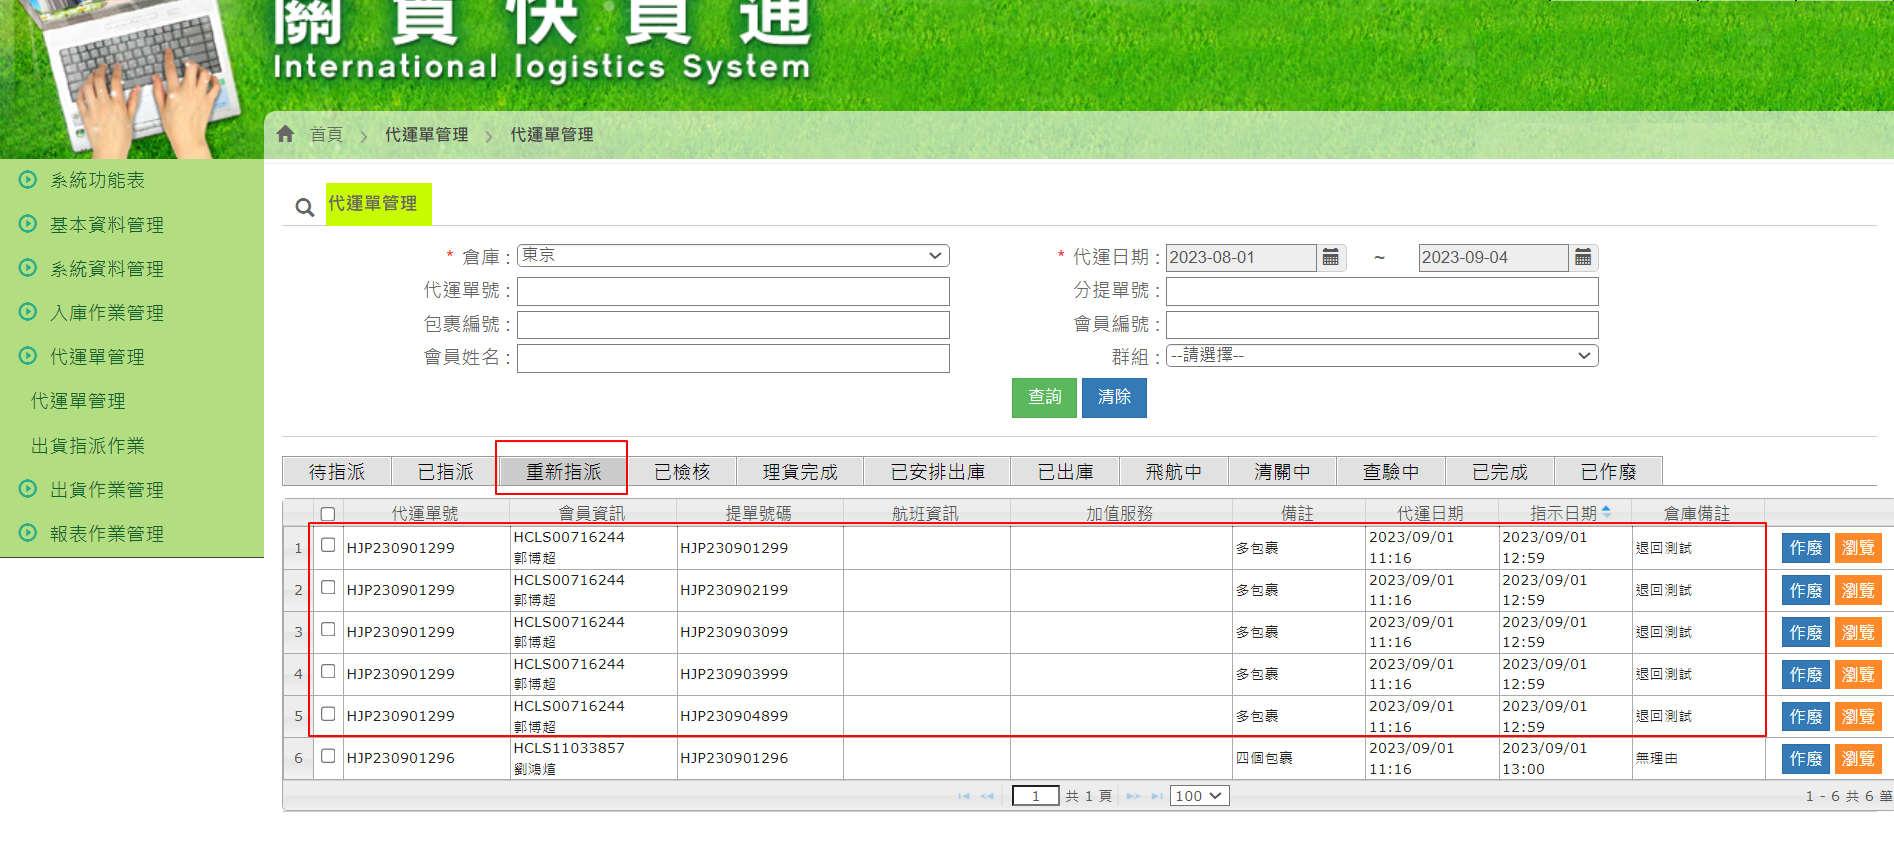 關貿快貿通
International logistics System
首頁 > 代運單管理 > 代運單管理
系統功能表
基本資料管理
系統資料管理
入庫作業管理
代運單管理
代運單管理
出貨指派作業
出貨作業管理
報表作業管理
代運單管理
* 倉庫 : 東京
* 代運日期 : 2023-08-01 ~ 2023-09-04
代運單號 :
分提單號 :
包裹編號 :
會員編號 :
會員姓名 :
群組 : --請選擇--
查詢 清除
待指派 已指派 重新指派 已檢核 理貨完成 已安排出庫 已出庫 飛航中 清關中 查驗中 已完成 已作廢
代運單號 會員資訊 提單號碼 航班資訊 加值服務 備註 代運日期 指示日期 倉庫備註
1 HJP230901299 HCLS00716244 郭博超 HJP230901299 多包裹 2023/09/01 11:16 2023/09/01 12:59 退回測試 作廢 瀏覽
2 HJP230901299 HCLS00716244 郭博超 HJP230902199 多包裹 2023/09/01 11:16 2023/09/01 12:59 退回測試 作廢 瀏覽
3 HJP230901299 HCLS00716244 郭博超 HJP230903099 多包裹 2023/09/01 11:16 2023/09/01 12:59 退回測試 作廢 瀏覽
4 HJP230901299 HCLS00716244 郭博超 HJP230903999 多包裹 2023/09/01 11:16 2023/09/01 12:59 退回測試 作廢 瀏覽
5 HJP230901299 HCLS00716244 郭博超 HJP230904899 多包裹 2023/09/01 11:16 2023/09/01 12:59 退回測試 作廢 瀏覽
6 HJP230901296 HCLS11033857 劉鴻煊 HJP230901296 四個包裹 2023/09/01 11:16 2023/09/01 13:00 無理由 作廢 瀏覽
1 共 1 頁 100
1 - 6 共 6 筆